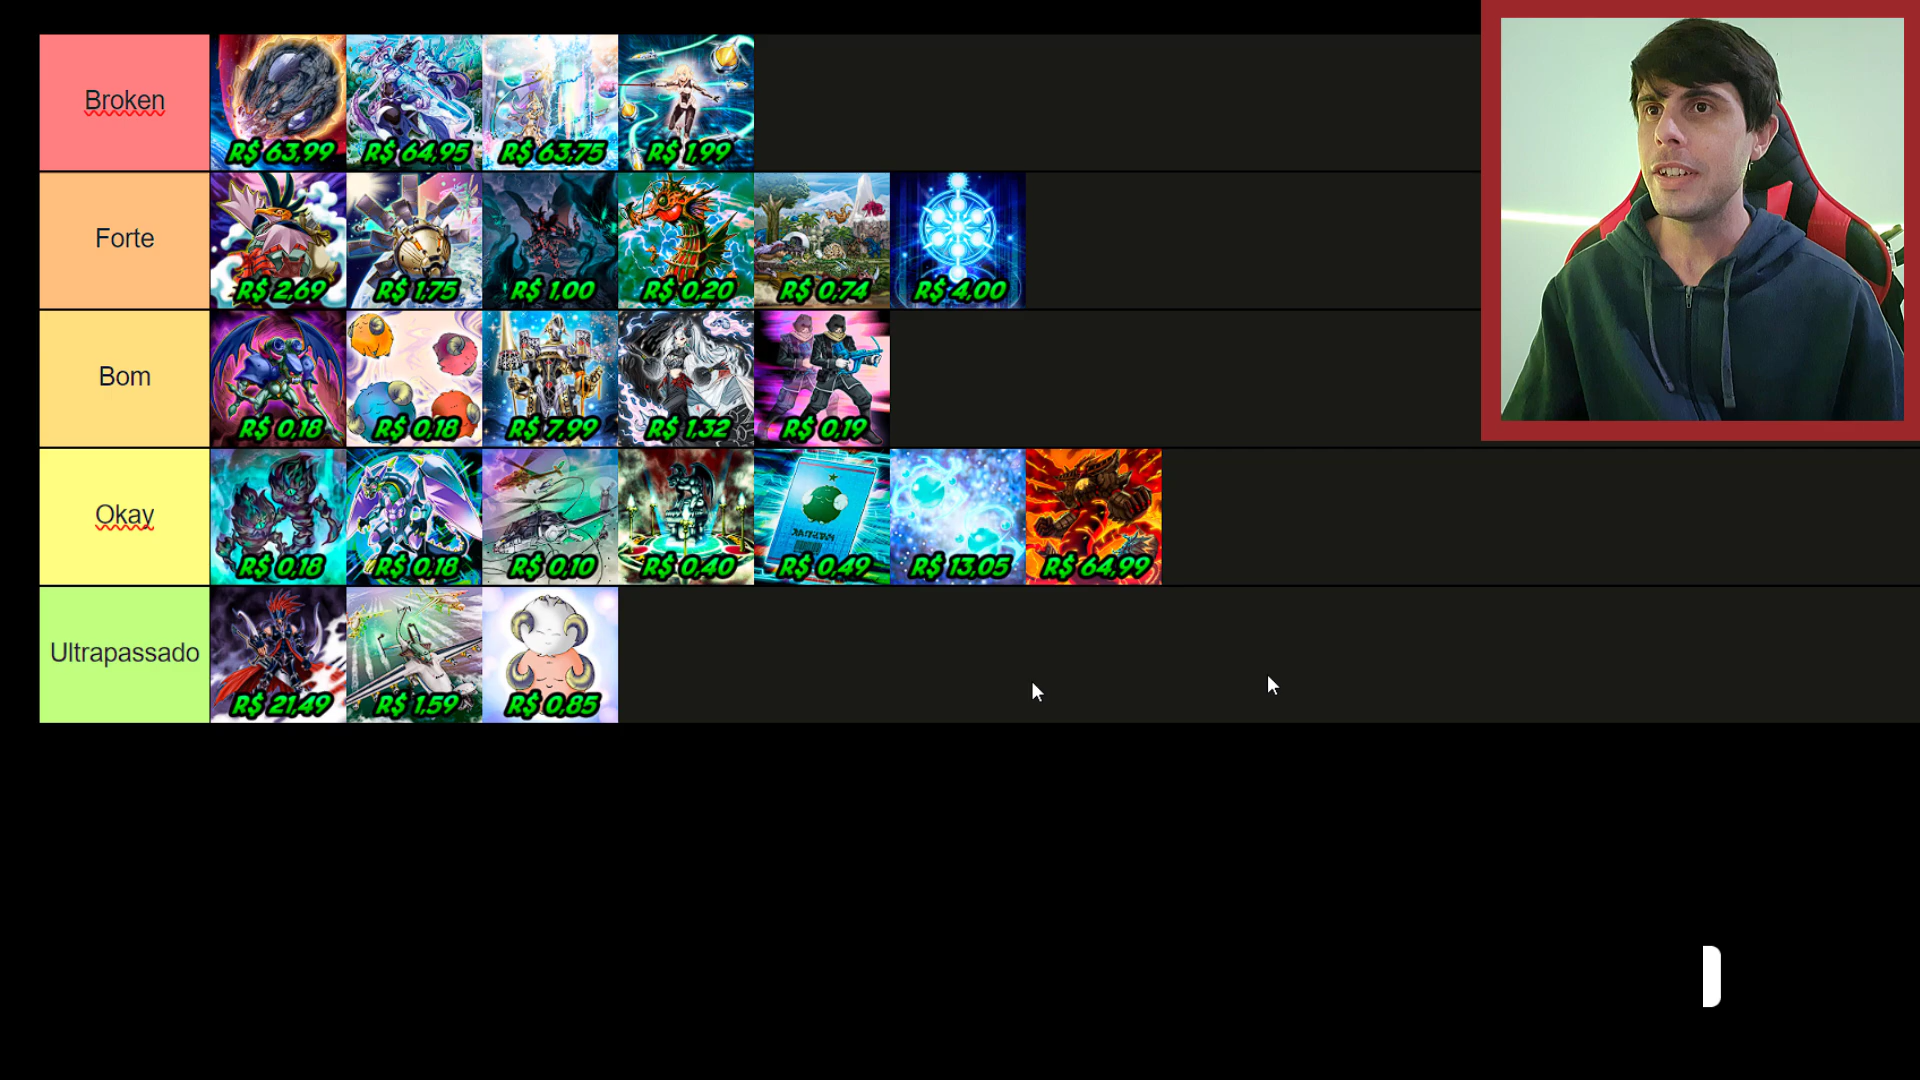 Broken
R$ 63,99 R$ 64,95 R$ 63,75 R$ 1,99
Forte
R$ 2,69 R$ 1,75 R$ 1,00 R$ 0,20 R$ 0,74 R$ 4,00
Bom
R$ 0,18 R$ 0,18 R$ 7,99 R$ 1,32 R$ 0,19
Okay
R$ 0,18 R$ 0,18 R$ 0,10 R$ 0,40 R$ 0,49 R$ 13,05 R$ 64,99
Ultrapassado
R$ 21,49 R$ 1,59 R$ 0,85